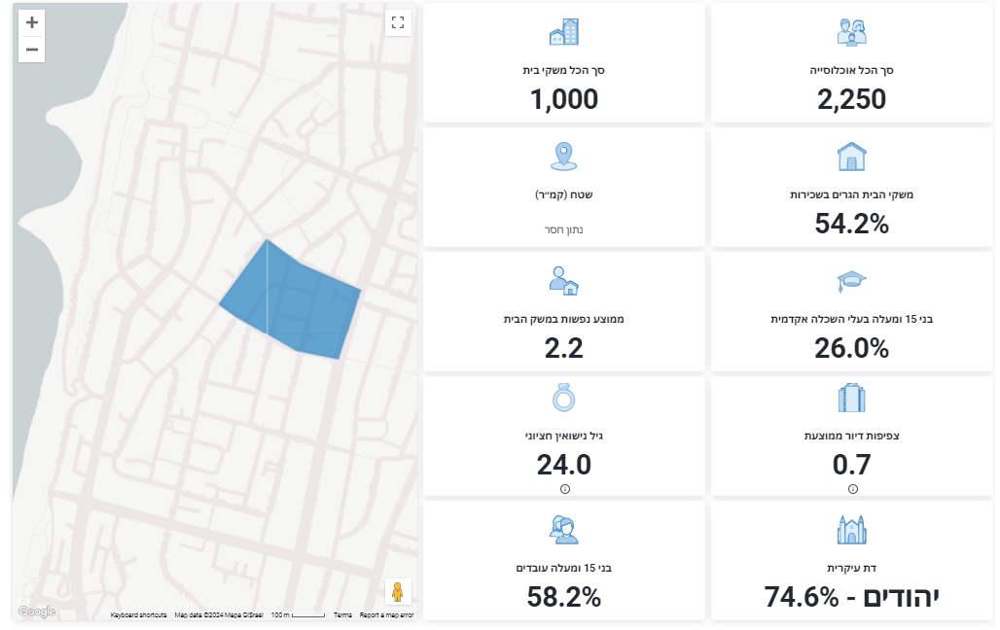 סך הכל אוכלוסייה
2,250
סך הכל משקי בית
1,000
משקי הבית הגרים בשכירות
54.2%
שטח (קמ״ר)
נתון חסר
בני 15 ומעלה בעלי השכלה אקדמית
26.0%
ממוצע נפשות במשק הבית
2.2
צפיפות דיור ממוצעת
0.7
גיל נישואין חציוני
24.0
דת עיקרית
יהודים - 74.6%
בני 15 ומעלה עובדים
58.2%
Google
Keyboard shortcuts Map data ©2024 Mapa GISrael 100 m Terms Report a map error